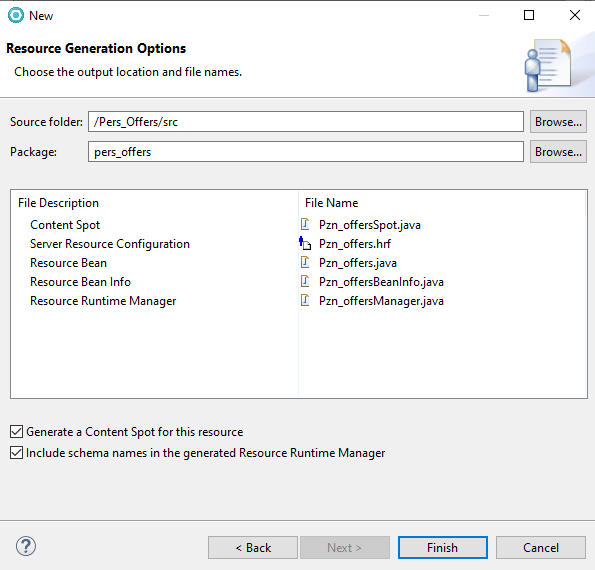 New
Resource Generation Options
Choose the output location and file names.
Source folder: /Pers_Offers/src Browse...
Package: pers_offers Browse...
File Description File Name
Content Spot Pzn_offersSpot.java
Server Resource Configuration Pzn_offers.hrf
Resource Bean Pzn_offers.java
Resource Bean Info Pzn_offersBeanInfo.java
Resource Runtime Manager Pzn_offersManager.java
Generate a Content Spot for this resource
Include schema names in the generated Resource Runtime Manager
? < Back Next > Finish Cancel